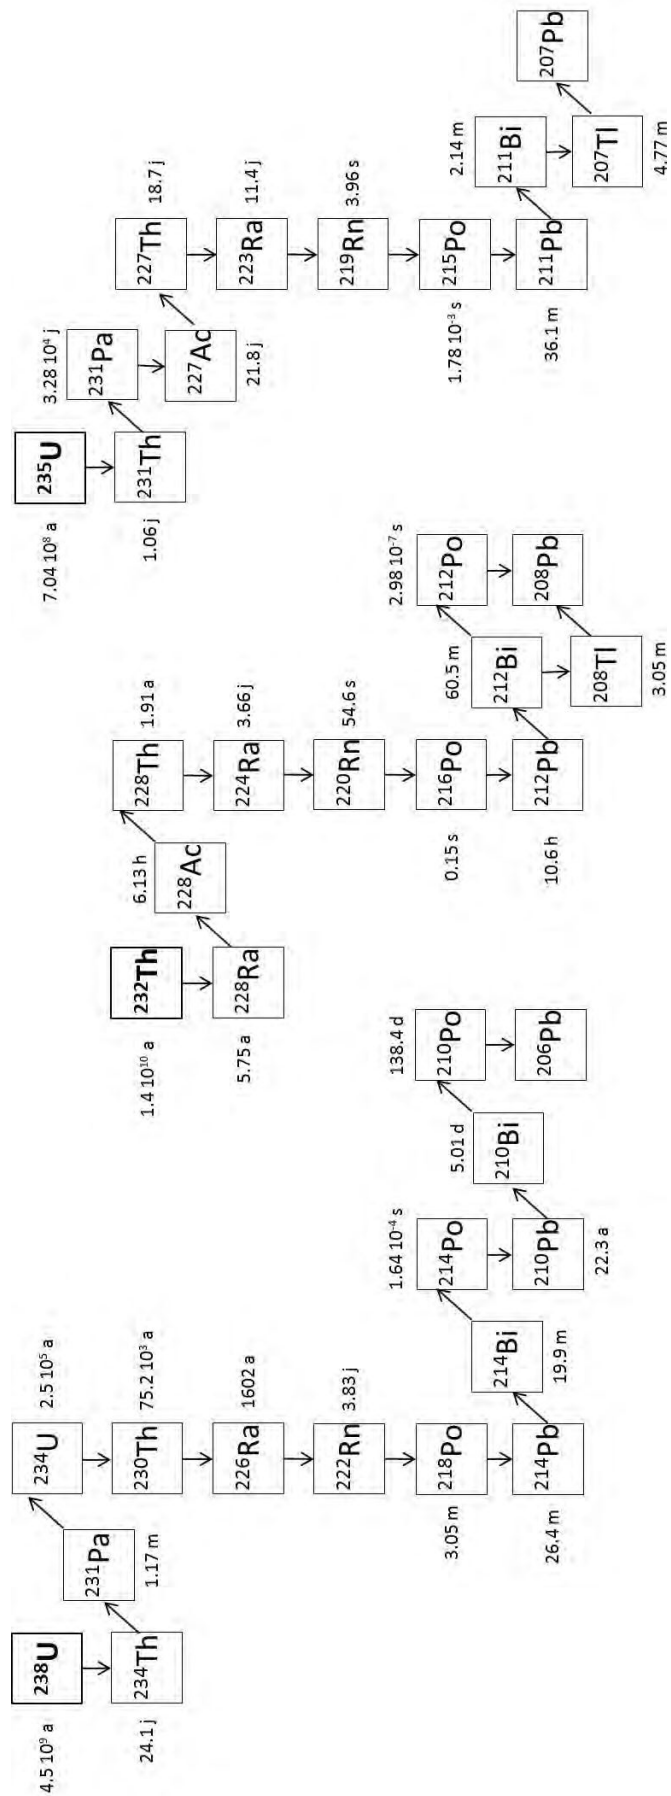 4.5 10⁹ a
²³⁸U
²³⁴Th
24.1 j
²³¹Pa
1.17 m
²³⁴U
2.5 10⁵ a
²³⁰Th
75.2 10³ a
²²⁶Ra
1602 a
²²²Rn
3.83 j
²¹⁸Po
3.05 m
²¹⁴Pb
26.4 m
²¹⁴Bi
19.9 m
²¹⁴Po
1.64 10⁻⁴ s
²¹⁰Pb
22.3 a
²¹⁰Bi
5.01 d
²¹⁰Po
138.4 d
²⁰⁶Pb
1.4 10¹⁰ a
²³²Th
²²⁸Ra
5.75 a
²²⁸Ac
6.13 h
²²⁸Th
1.91 a
²²⁴Ra
3.66 j
²²⁰Rn
54.6 s
²¹⁶Po
0.15 s
²¹²Pb
10.6 h
²¹²Bi
60.5 m
²¹²Po
2.98 10⁻⁷ s
²⁰⁸Tl
3.05 m
²⁰⁸Pb
7.04 10⁸ a
²³⁵U
²³¹Th
1.06 j
²³¹Pa
3.28 10⁴ j
²²⁷Ac
21.8 j
²²⁷Th
18.7 j
²²³Ra
11.4 j
²¹⁹Rn
3.96 s
²¹⁵Po
1.78 10⁻³ s
²¹¹Pb
36.1 m
²¹¹Bi
2.14 m
²⁰⁷Tl
4.77 m
²⁰⁷Pb